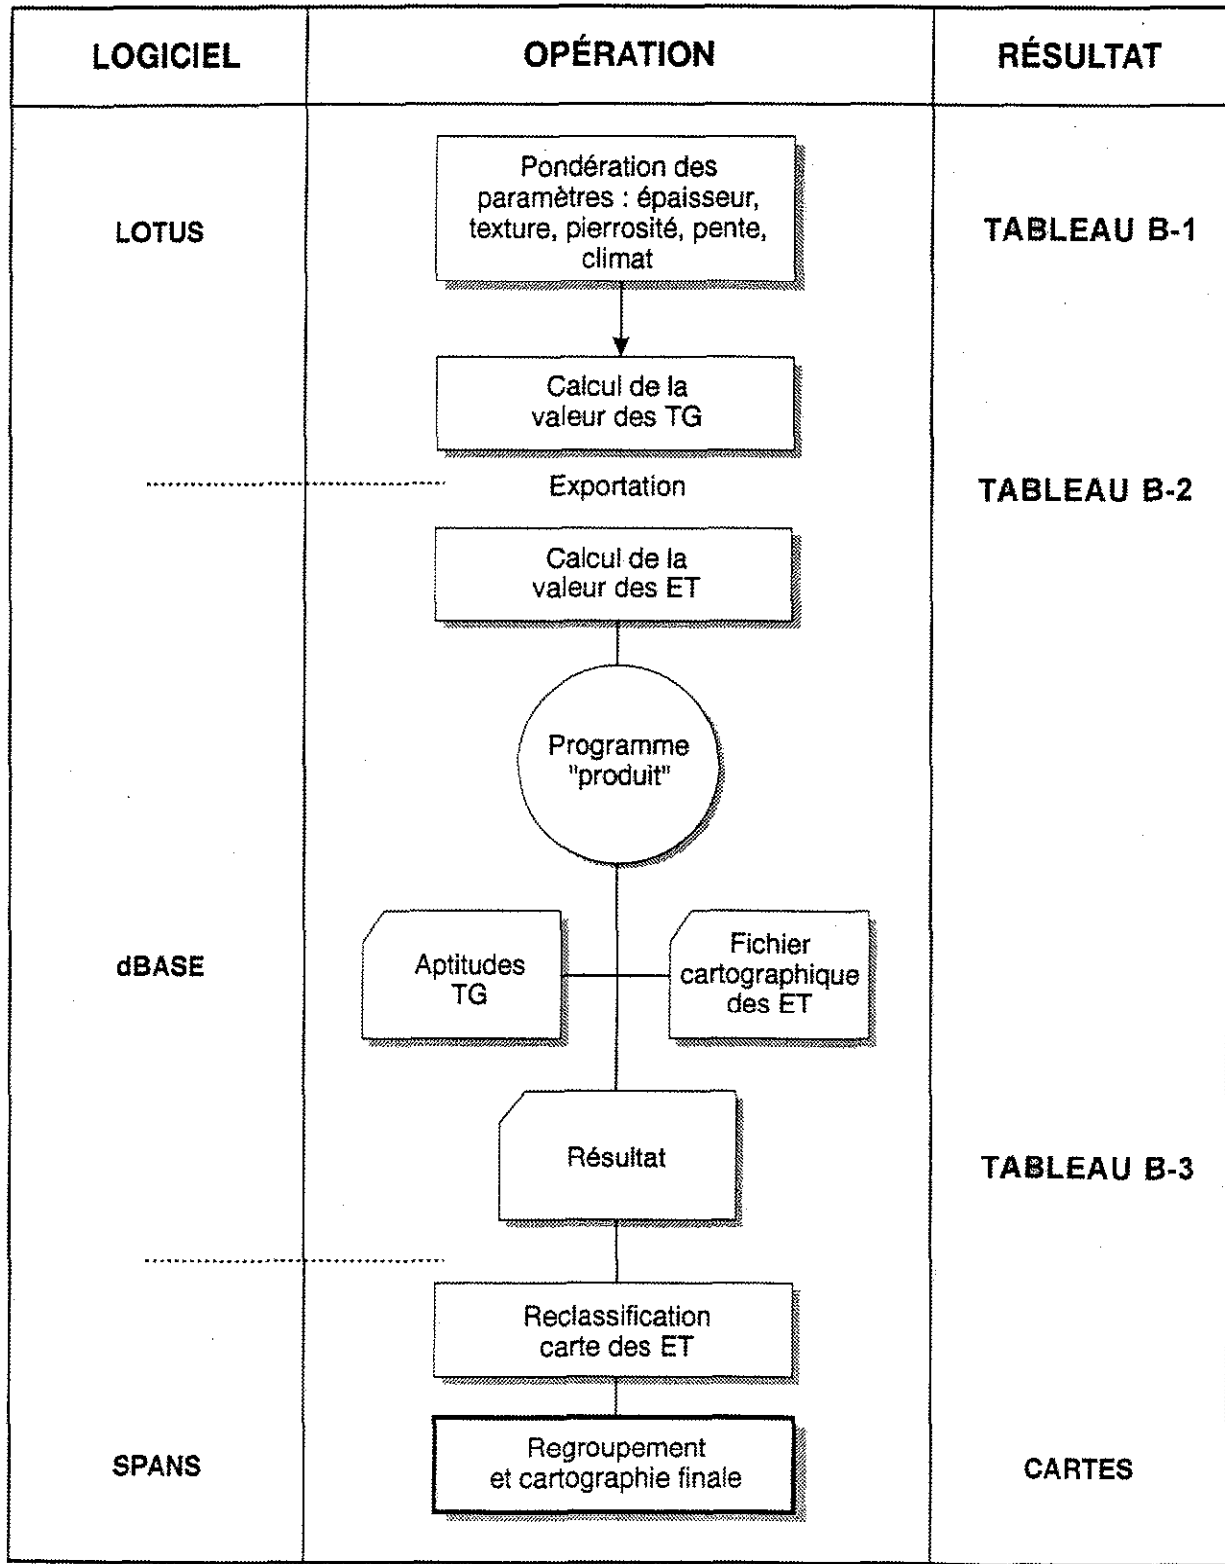 LOGICIEL
OPÉRATION
RÉSULTAT
Pondération des
paramètres : épaisseur,
texture, pierrosité, pente,
climat
LOTUS
TABLEAU B-1
Calcul de la
valeur des TG
Exportation
TABLEAU B-2
Calcul de la
valeur des ET
Programme
"produit"
dBASE
Aptitudes
TG
Fichier
cartographique
des ET
Résultat
TABLEAU B-3
Reclassification
carte des ET
SPANS
Regroupement
et cartographie finale
CARTES